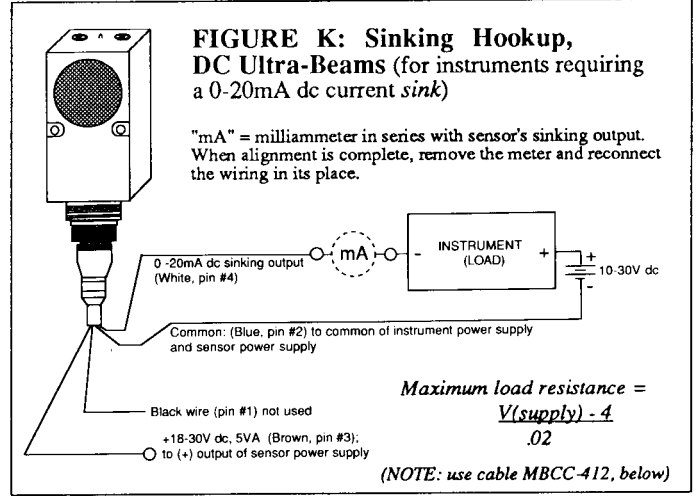 FIGURE K: Sinking Hookup,
DC Ultra-Beams (for instruments requiring
a 0-20mA dc current sink)
"mA" = milliammeter in series with sensor's sinking output.
When alignment is complete, remove the meter and reconnect
the wiring in its place.
0 -20mA dc sinking output
(White, pin #4)
mA
- INSTRUMENT +
(LOAD)
+
10-30V dc
-
Common: (Blue, pin #2) to common of instrument power supply
and sensor power supply
Black wire (pin #1) not used
+18-30V dc, 5VA (Brown, pin #3);
to (+) output of sensor power supply
Maximum load resistance =
V(supply) - 4
.02
(NOTE: use cable MBCC-412, below)